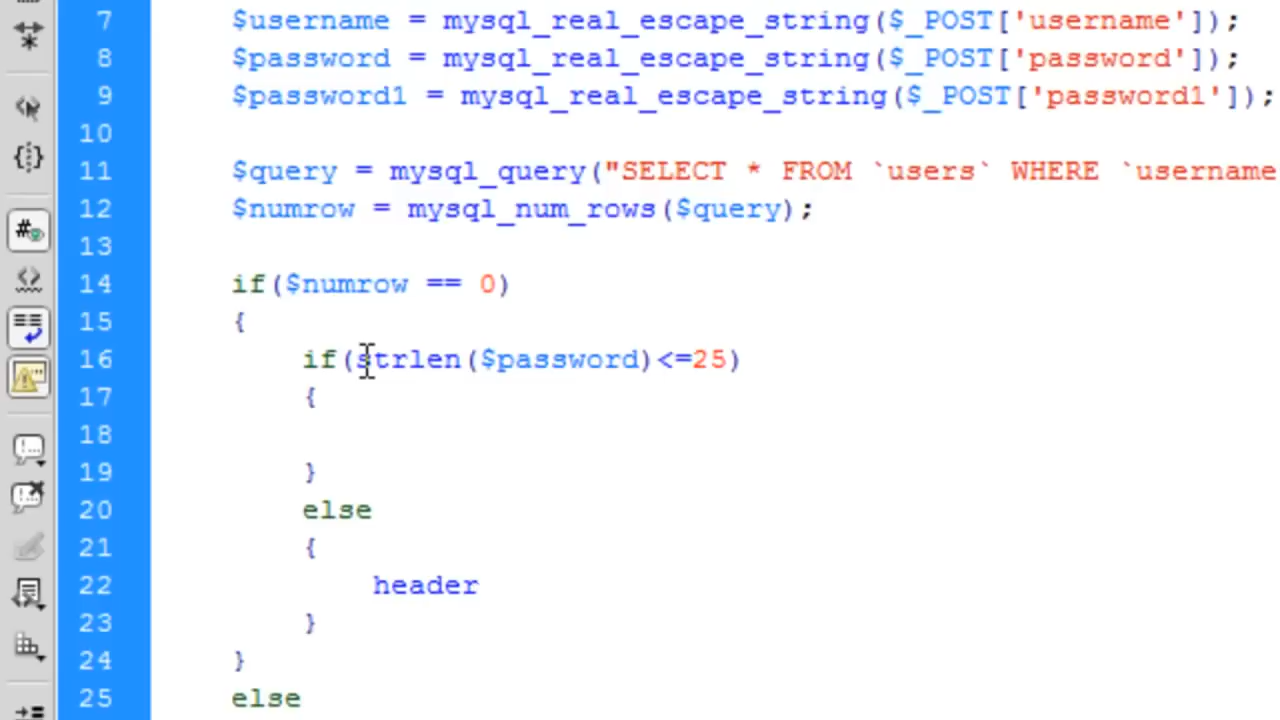 7 $username = mysql_real_escape_string($_POST['username']);
8 $password = mysql_real_escape_string($_POST['password']);
9 $password1 = mysql_real_escape_string($_POST['password1']);
10
11 $query = mysql_query("SELECT * FROM `users` WHERE `username
12 $numrow = mysql_num_rows($query);
13
14 if($numrow == 0)
15 {
16 if(strlen($password)<=25)
17 {
18
19 }
20 else
21 {
22 header
23 }
24 }
25 else